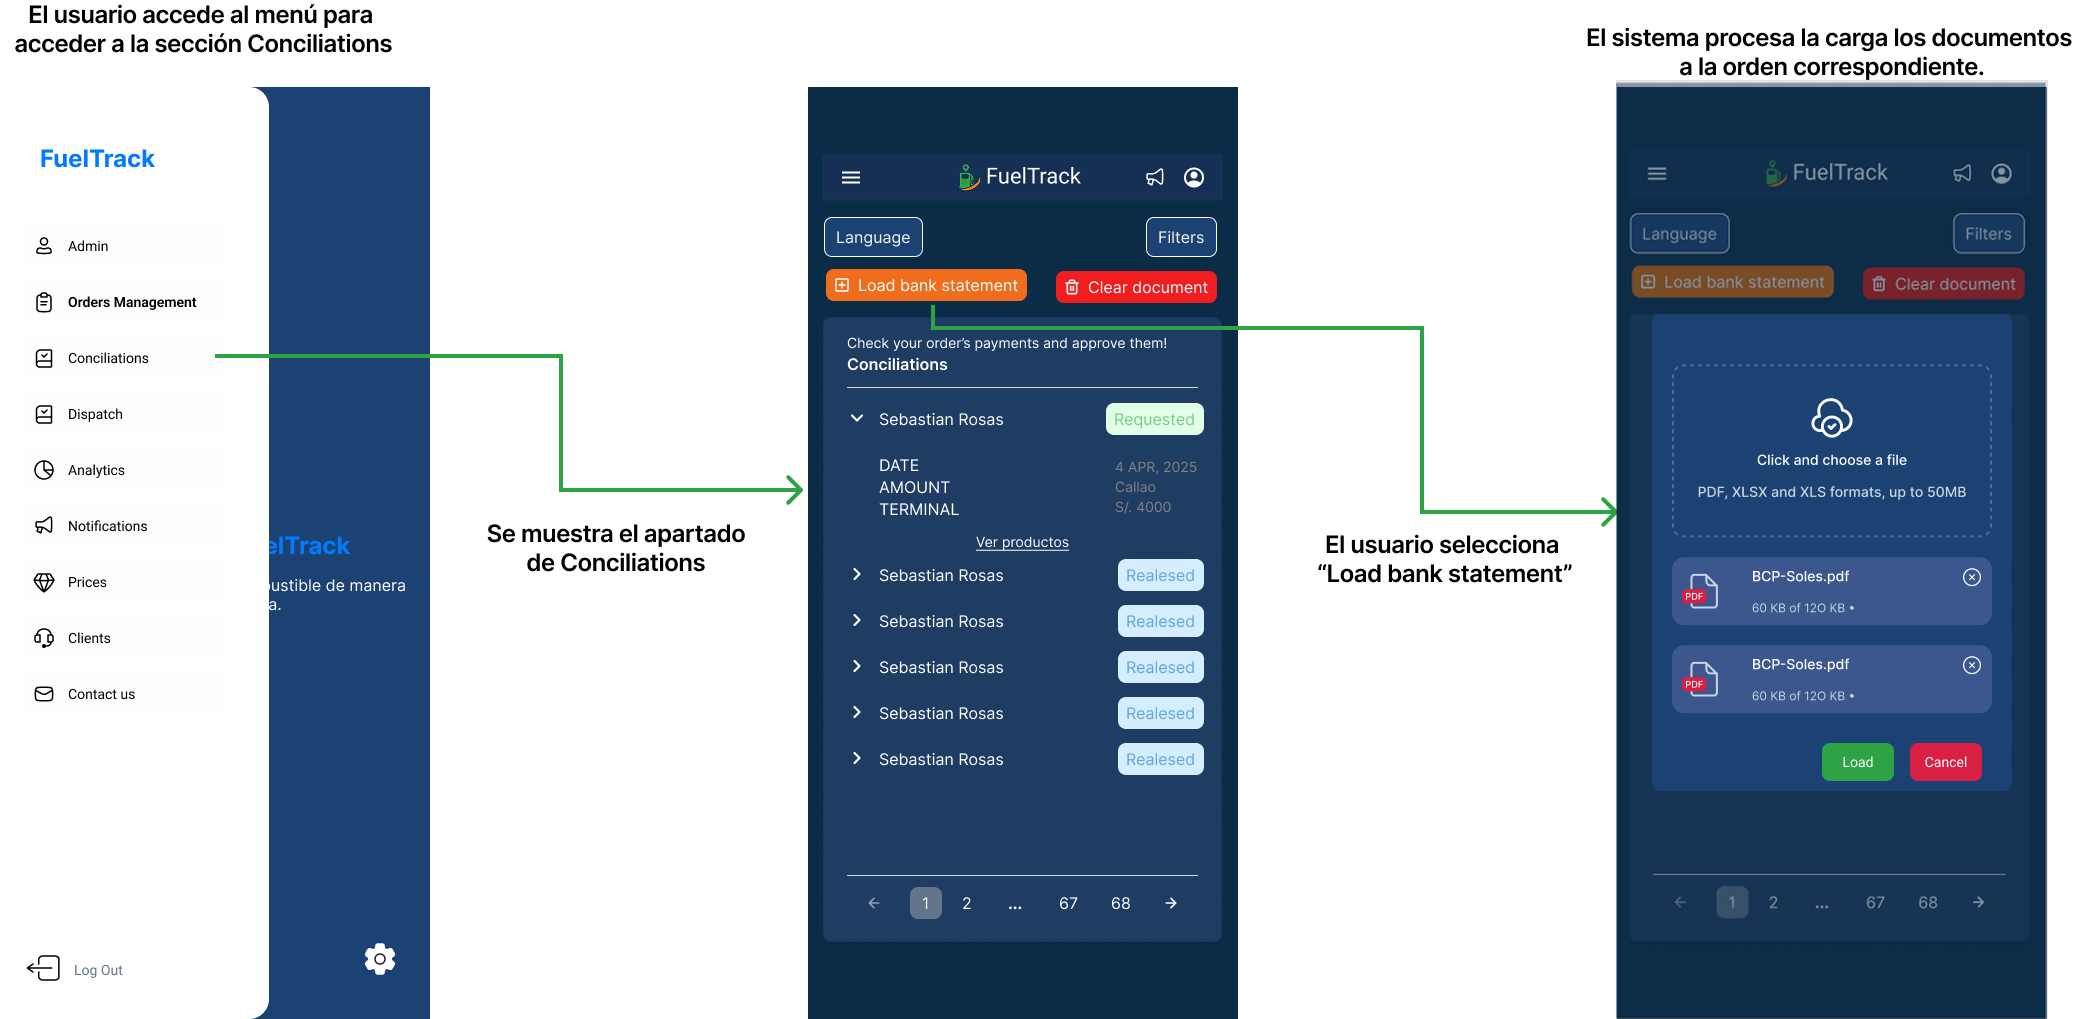 El usuario accede al menú para
acceder a la sección Conciliations
FuelTrack
Admin
Orders Management
Conciliations
Dispatch
Analytics
Notifications
Prices
Clients
Contact us
Log Out
elTrack
ustible de manera
a.
Se muestra el apartado
de Conciliations
FuelTrack
Language
Filters
Load bank statement
Clear document
Check your order's payments and approve them!
Conciliations
Sebastian Rosas
Requested
DATE
4 APR, 2025
AMOUNT
Callao
TERMINAL
S/. 4000
Ver productos
Sebastian Rosas
Realesed
Sebastian Rosas
Realesed
Sebastian Rosas
Realesed
Sebastian Rosas
Realesed
Sebastian Rosas
Realesed
1 2 ... 67 68
El usuario selecciona
“Load bank statement”
El sistema procesa la carga los documentos
a la orden correspondiente.
FuelTrack
Language
Filters
Load bank statement
Clear document
Click and choose a file
PDF, XLSX and XLS formats, up to 50MB
PDF
BCP-Soles.pdf
60 KB of 120 KB •
PDF
BCP-Soles.pdf
60 KB of 120 KB •
Load
Cancel
1 2 ... 67 68